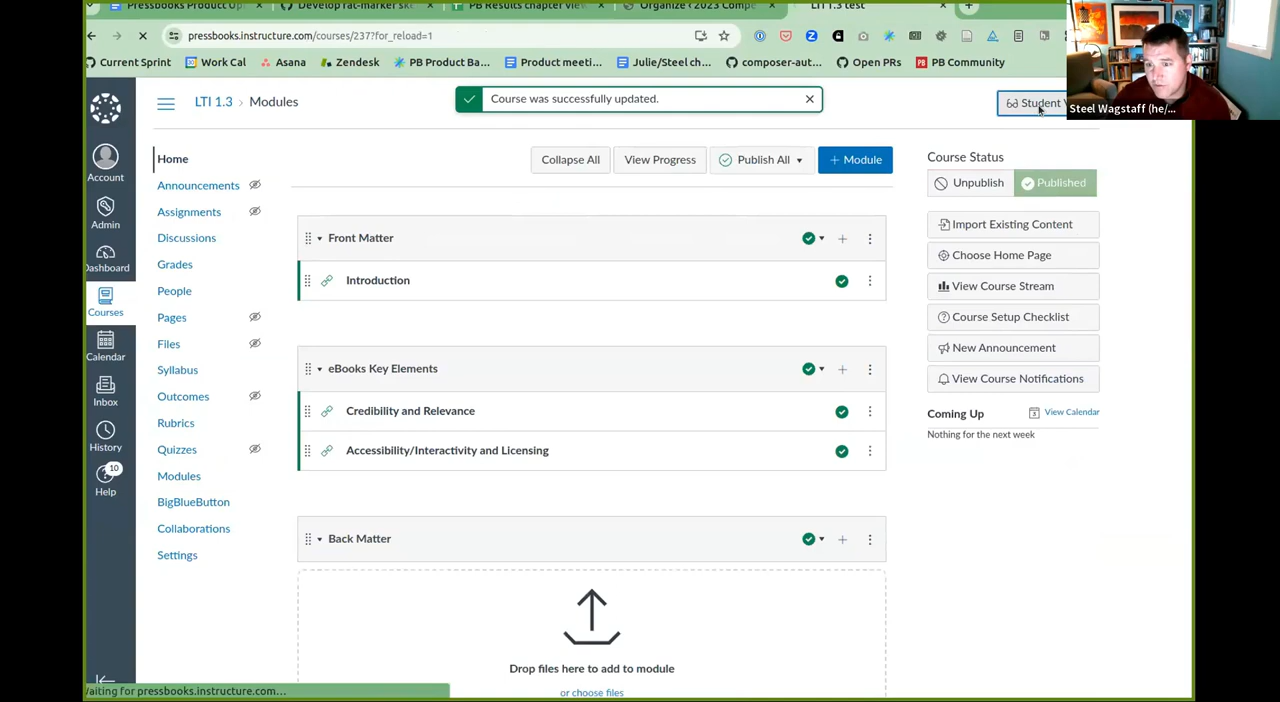 Pressbooks Product Up
Develop rac-marker sk
PB Results chapter view
Organize ‹ 2023 Compe
LTI 1.3 test
pressbooks.instructure.com/courses/237?for_reload=1
Current Sprint
Work Cal
Asana
Zendesk
PB Product Ba...
Product meeti...
Julie/Steel ch...
composer-aut...
Open PRs
PB Community
Steel Wagstaff (he/...
LTI 1.3 › Modules
Course was successfully updated.
Student
Account
Admin
Dashboard
Courses
Calendar
Inbox
History
10
Help
Home
Announcements
Assignments
Discussions
Grades
People
Pages
Files
Syllabus
Outcomes
Rubrics
Quizzes
Modules
BigBlueButton
Collaborations
Settings
Collapse All
View Progress
Publish All
+ Module
Front Matter
Introduction
eBooks Key Elements
Credibility and Relevance
Accessibility/Interactivity and Licensing
Back Matter
Drop files here to add to module
or choose files
Course Status
Unpublish
Published
Import Existing Content
Choose Home Page
View Course Stream
Course Setup Checklist
New Announcement
View Course Notifications
Coming Up
View Calendar
Nothing for the next week
/aiting for pressbooks.instructure.com...